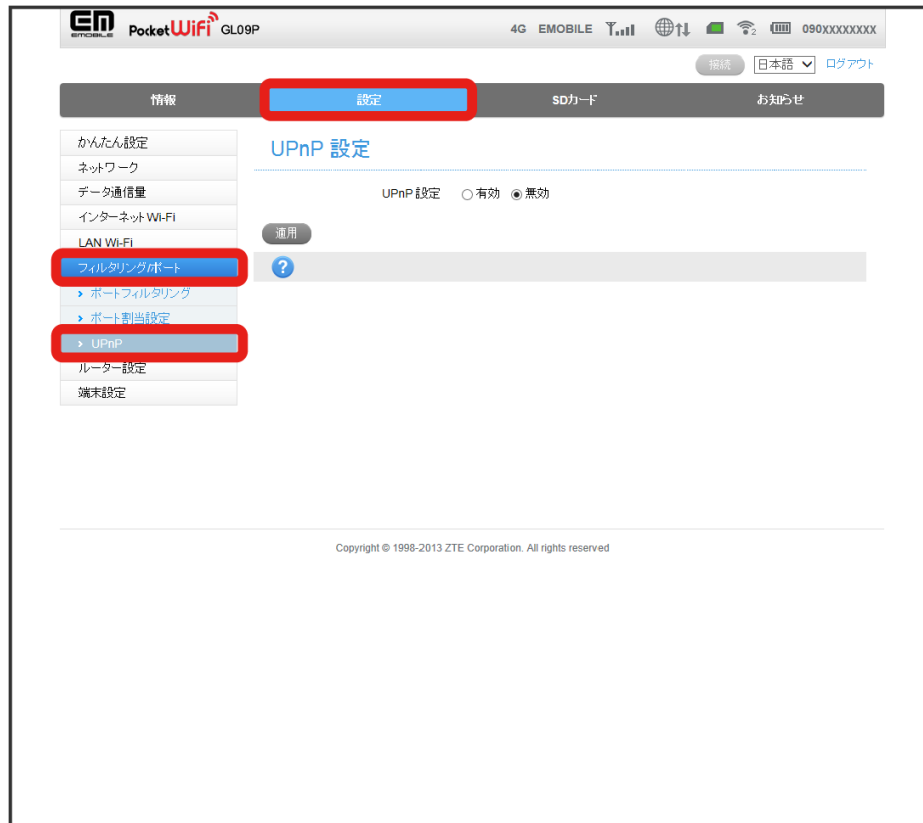 EM EMOBILE Pocket WiFi GL09P 4G EMOBILE 2 090XXXXXXXX
接続 日本語 ログアウト
情報 設定 SDカード お知らせ
かんたん設定
ネットワーク
データ通信量
インターネットWi-Fi
LAN Wi-Fi
フィルタリング/ポート
ポートフィルタリング
ポート割当設定
UPnP
ルーター設定
端末設定
UPnP 設定
UPnP 設定 有効 無効
適用
?
Copyright © 1998-2013 ZTE Corporation. All rights reserved